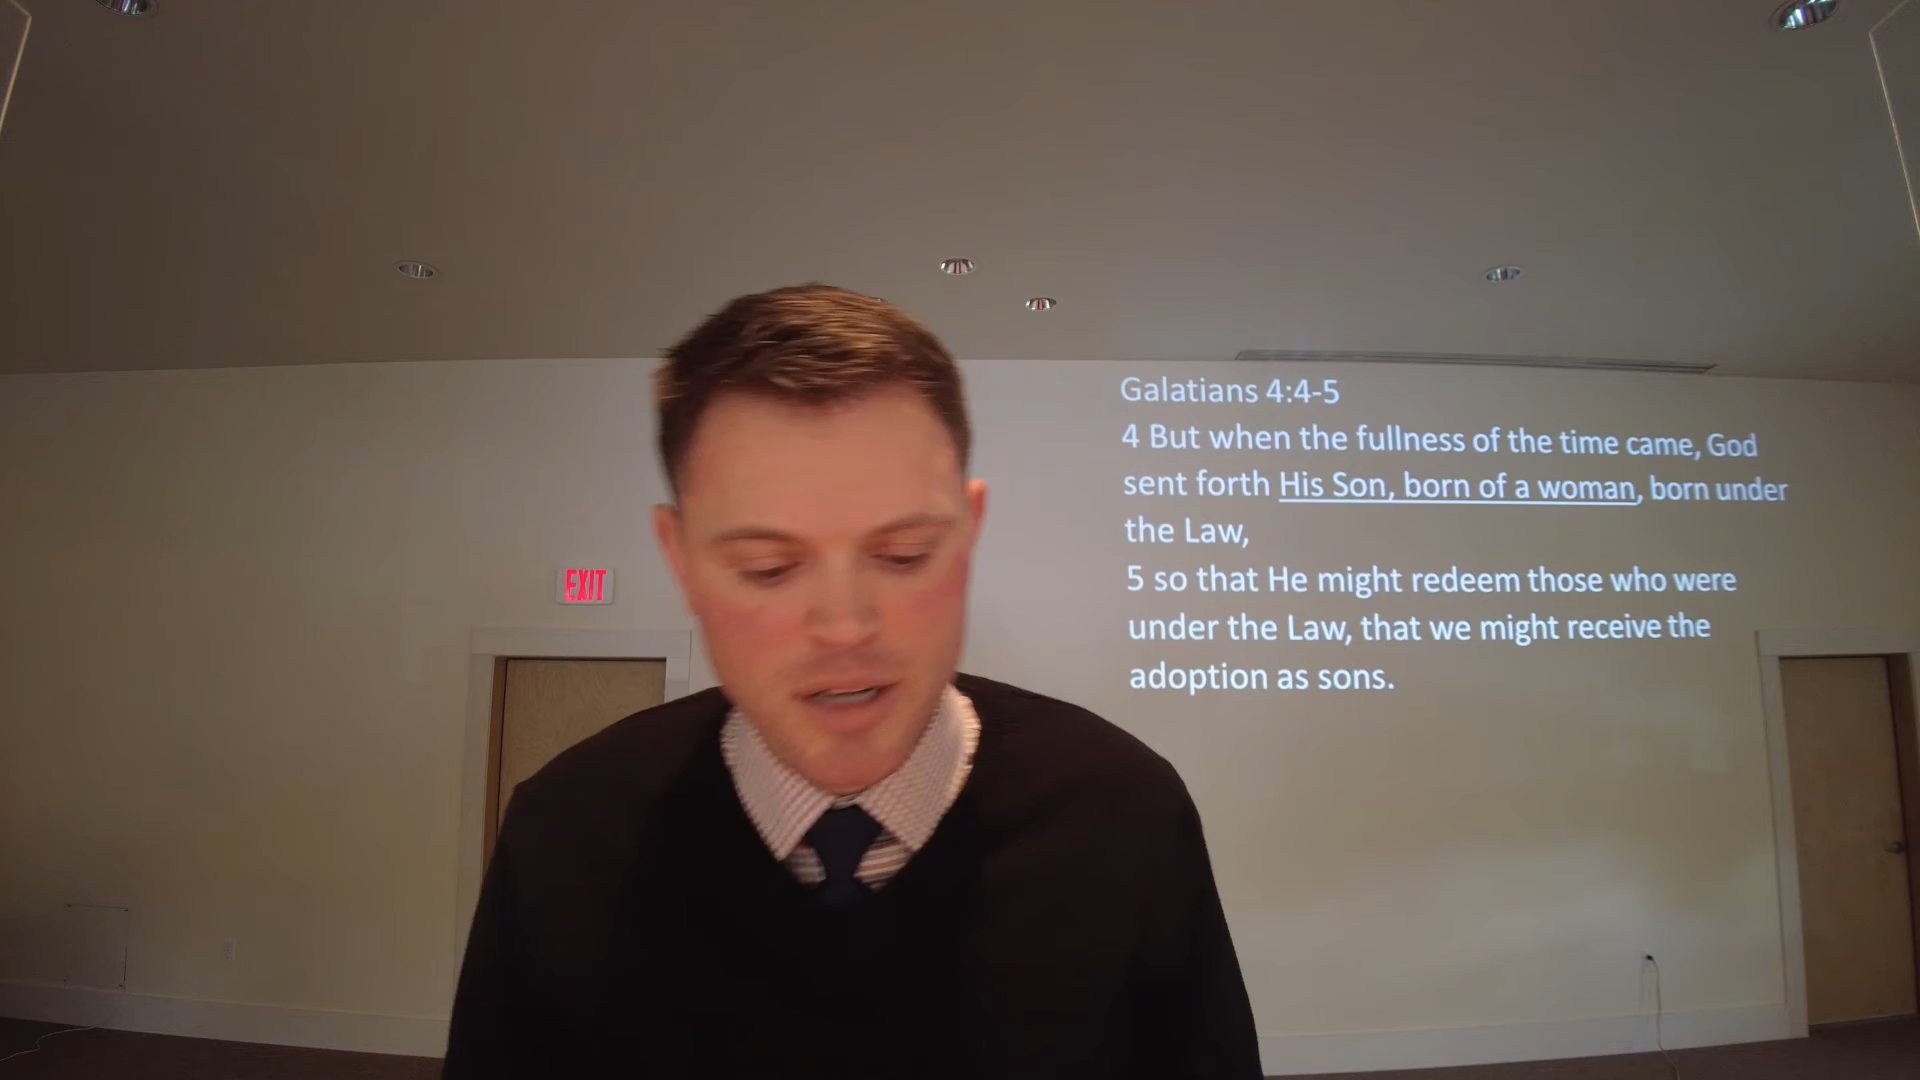 Galatians 4:4-5
4 But when the fullness of the time came, God
sent forth His Son, born of a woman, born under
the Law,
5 so that He might redeem those who were
under the Law, that we might receive the
adoption as sons.
EXIT